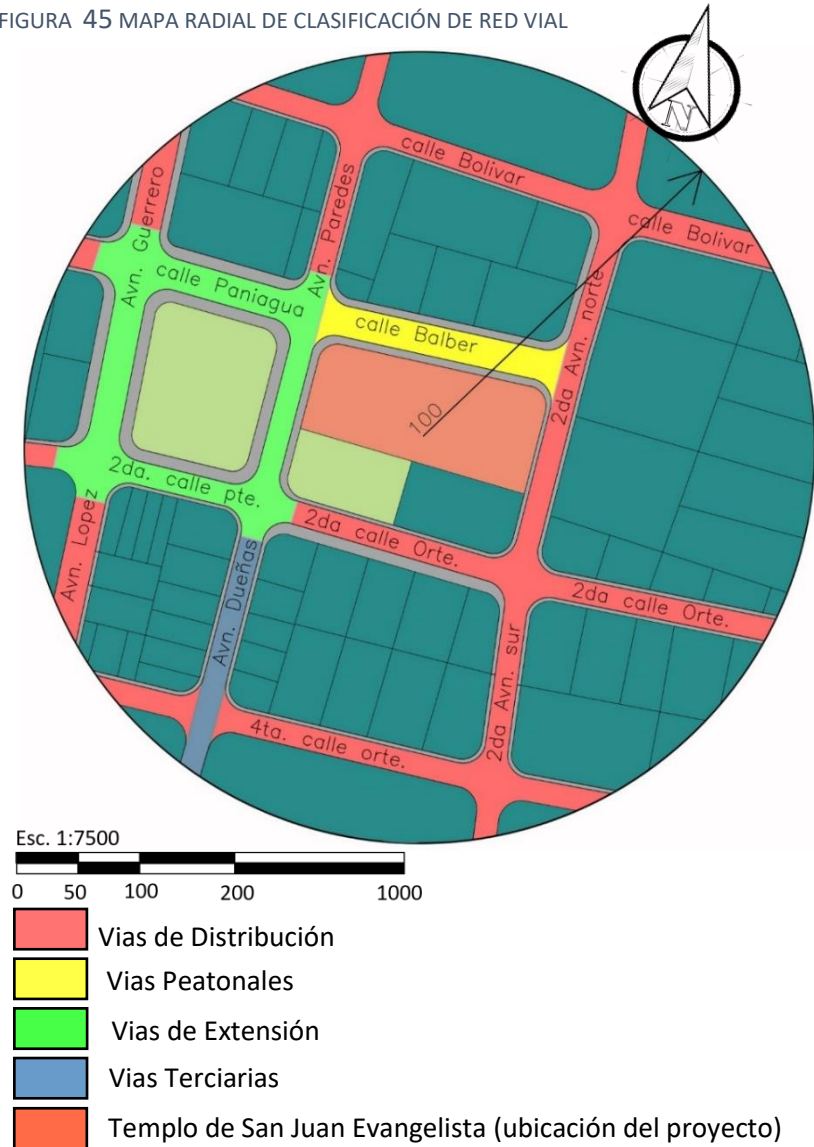 FIGURA 45 MAPA RADIAL DE CLASIFICACIÓN DE RED VIAL
N
calle Bolivar
calle Bolivar
Avn. Guerrero
Avn. Paredes
calle Paniagua
calle Balber
2da Avn. norte
100
2da. calle pte.
2da calle Orte.
2da calle Orte.
Avn. Lopez
Avn. Dueñas
2da Avn. sur
4ta. calle orte.
Esc. 1:7500
0 50 100 200 1000
Vias de Distribución
Vias Peatonales
Vias de Extensión
Vias Terciarias
Templo de San Juan Evangelista (ubicación del proyecto)